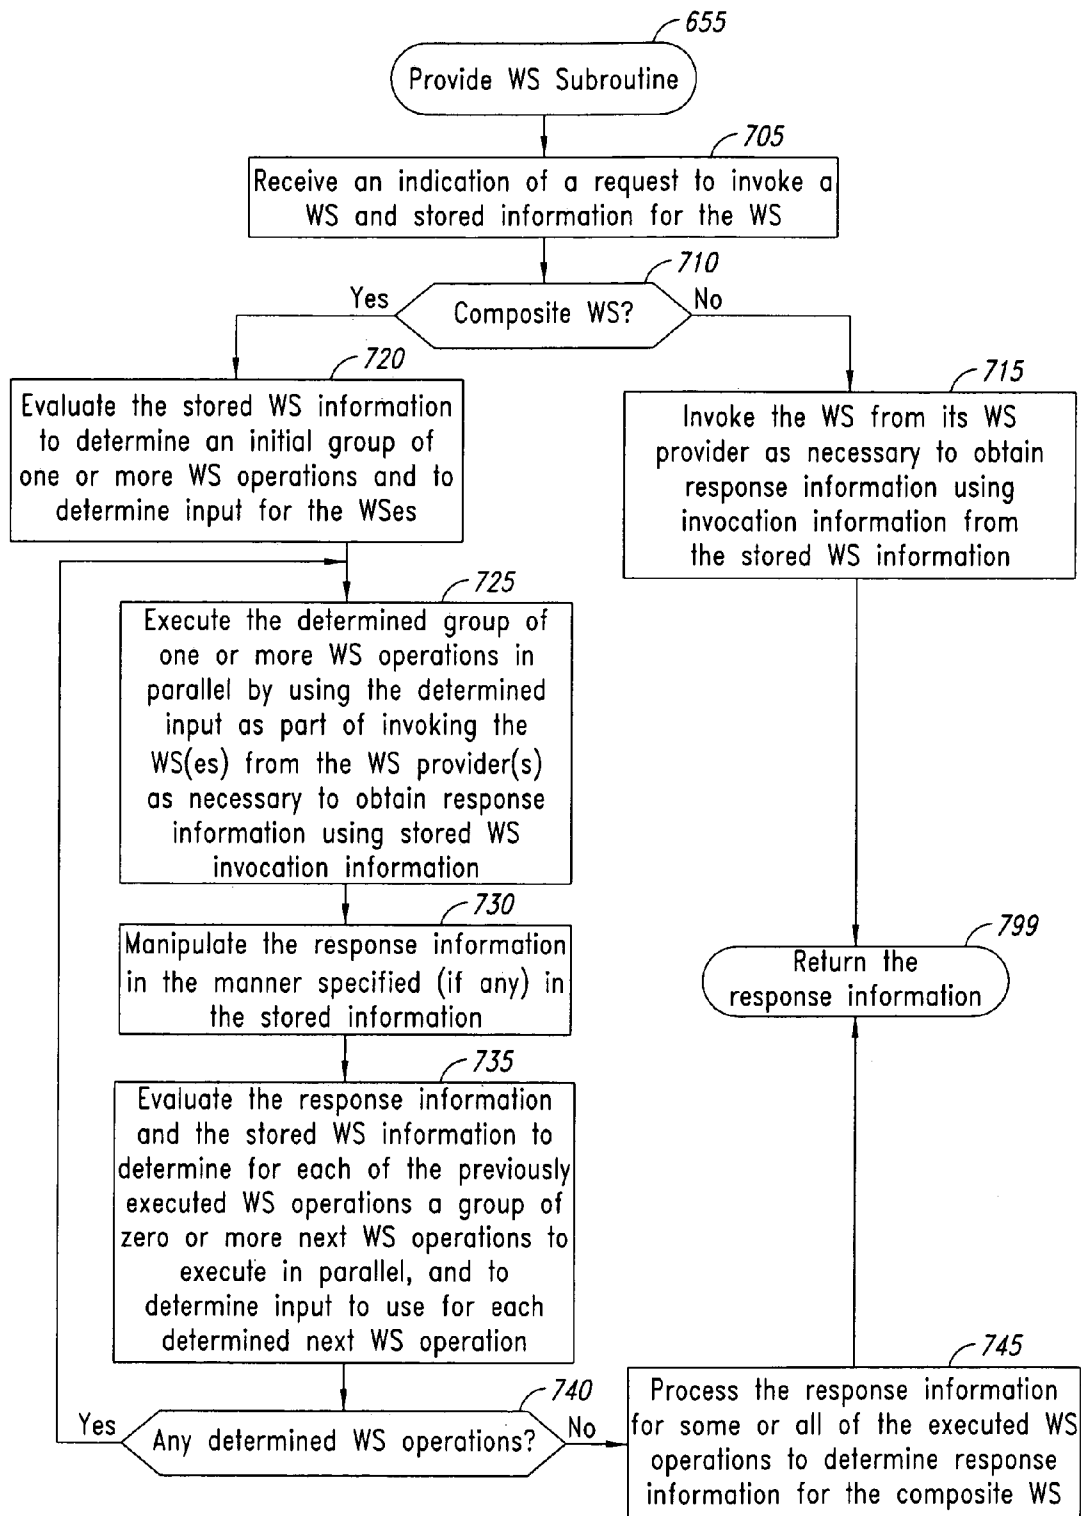 655
Provide WS Subroutine
705
Receive an indication of a request to invoke a
WS and stored information for the WS
710
Yes
Composite WS?
No
720
Evaluate the stored WS information
to determine an initial group of
one or more WS operations and to
determine input for the WSes
715
Invoke the WS from its WS
provider as necessary to obtain
response information using
invocation information from
the stored WS information
725
Execute the determined group of
one or more WS operations in
parallel by using the determined
input as part of invoking the
WS(es) from the WS provider(s)
as necessary to obtain response
information using stored WS
invocation information
730
Manipulate the response information
in the manner specified (if any) in
the stored information
799
Return the
response information
735
Evaluate the response information
and the stored WS information to
determine for each of the previously
executed WS operations a group of
zero or more next WS operations to
execute in parallel, and to
determine input to use for each
determined next WS operation
740
Yes
Any determined WS operations?
No
745
Process the response information
for some or all of the executed WS
operations to determine response
information for the composite WS